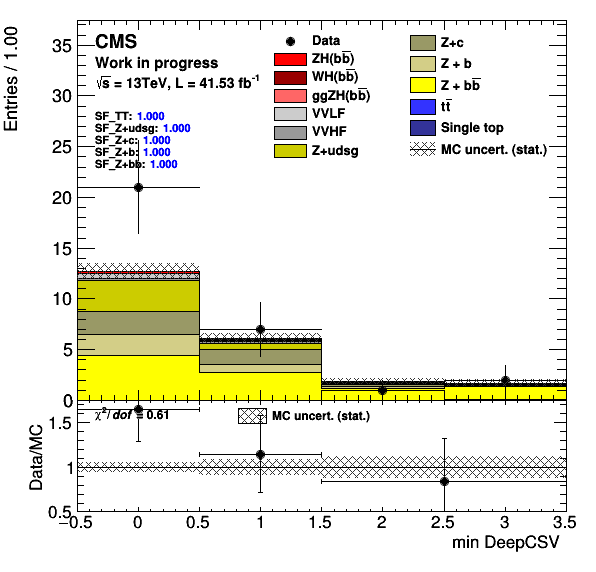 Entries / 1.00
35
30
25
20
15
10
5
0
CMS
Work in progress
√s = 13TeV, L = 41.53 fb⁻¹
SF_TT: 1.000
SF_Z+udsg: 1.000
SF_Z+c: 1.000
SF_Z+b: 1.000
SF_Z+bb: 1.000
Data
ZH(bb̅)
WH(bb̅)
ggZH(bb̅)
VVLF
VVHF
Z+udsg
Z+c
Z + b
Z + bb̅
tt̅
Single top
MC uncert. (stat.)
Data/MC
1.5
1
0.5
χ²/dof = 0.61
MC uncert. (stat.)
−0.5 0 0.5 1 1.5 2 2.5 3 3.5
min DeepCSV